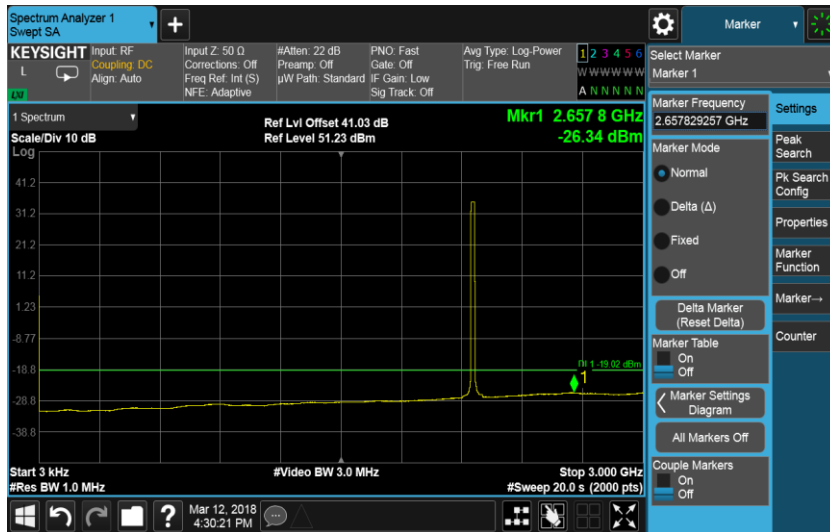 Spectrum Analyzer 1
Swept SA
Marker
KEYSIGHT
L
LXI
Input: RF
Coupling: DC
Align: Auto
Input Z: 50 Ω
Corrections: Off
Freq Ref: Int (S)
NFE: Adaptive
#Atten: 22 dB
Preamp: Off
µW Path: Standard
PNO: Fast
Gate: Off
IF Gain: Low
Sig Track: Off
Avg Type: Log-Power
Trig: Free Run
1 2 3 4 5 6
W W W W W W
A N N N N N
Select Marker
Marker 1
1 Spectrum
Scale/Div 10 dB
Log
Ref Lvl Offset 41.03 dB
Ref Level 51.23 dBm
Mkr1 2.657 8 GHz
-26.34 dBm
41.2
31.2
21.2
11.2
1.23
-8.77
-18.8
-28.8
-38.8
DL1 -19.02 dBm
1
Start 3 kHz
#Res BW 1.0 MHz
#Video BW 3.0 MHz
Stop 3.000 GHz
#Sweep 20.0 s (2000 pts)
Marker Frequency
2.657829257 GHz
Marker Mode
Normal
Delta (Δ)
Fixed
Off
Delta Marker
(Reset Delta)
Marker Table
On
Off
Marker Settings
Diagram
All Markers Off
Couple Markers
On
Off
Settings
Peak
Search
Pk Search
Config
Properties
Marker
Function
Marker→
Counter
?
Mar 12, 2018
4:30:21 PM